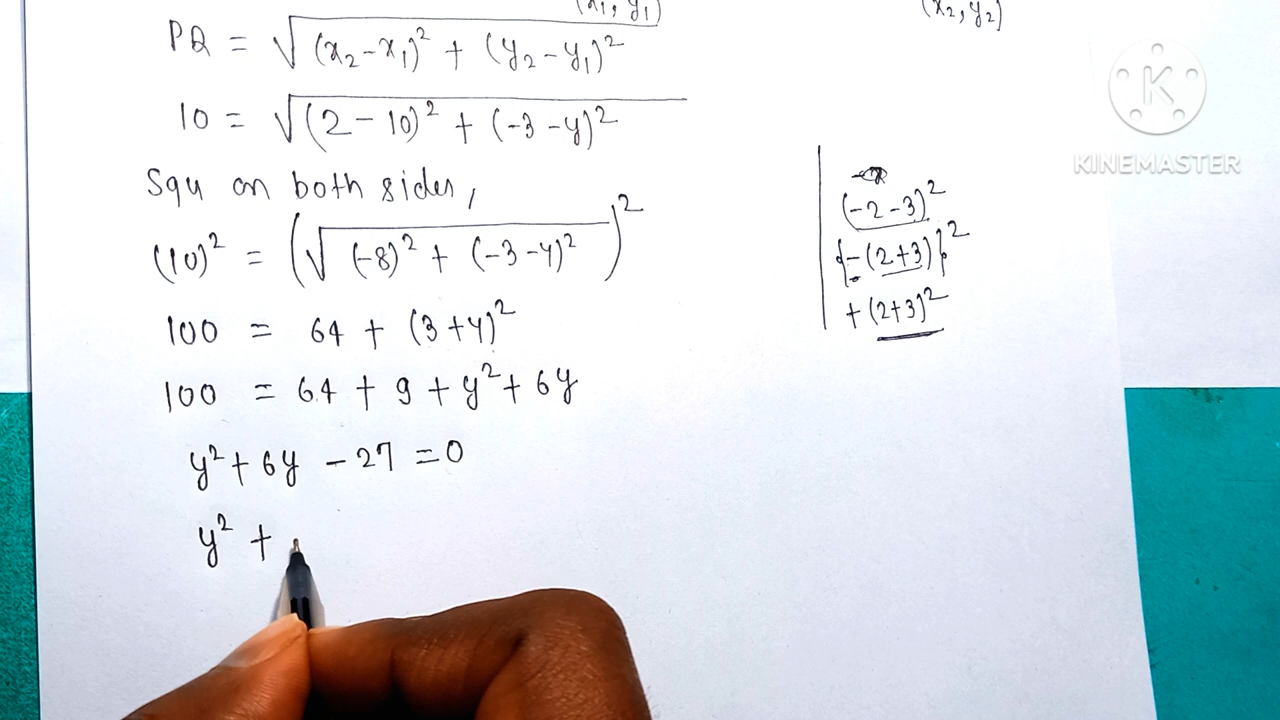 (x₁, y₁) (x₂, y₂)
PQ = √(x₂-x₁)² + (y₂-y₁)²
10 = √(2-10)² + (-3-y)²
Squ on both sides,
(10)² = (√(-8)² + (-3-y)²)²
100 = 64 + (3+y)²
100 = 64 + 9 + y² + 6y
y² + 6y - 27 = 0
y² +
(-2-3)²
{-(2+3)}²
+(2+3)²
K
KINEMASTER